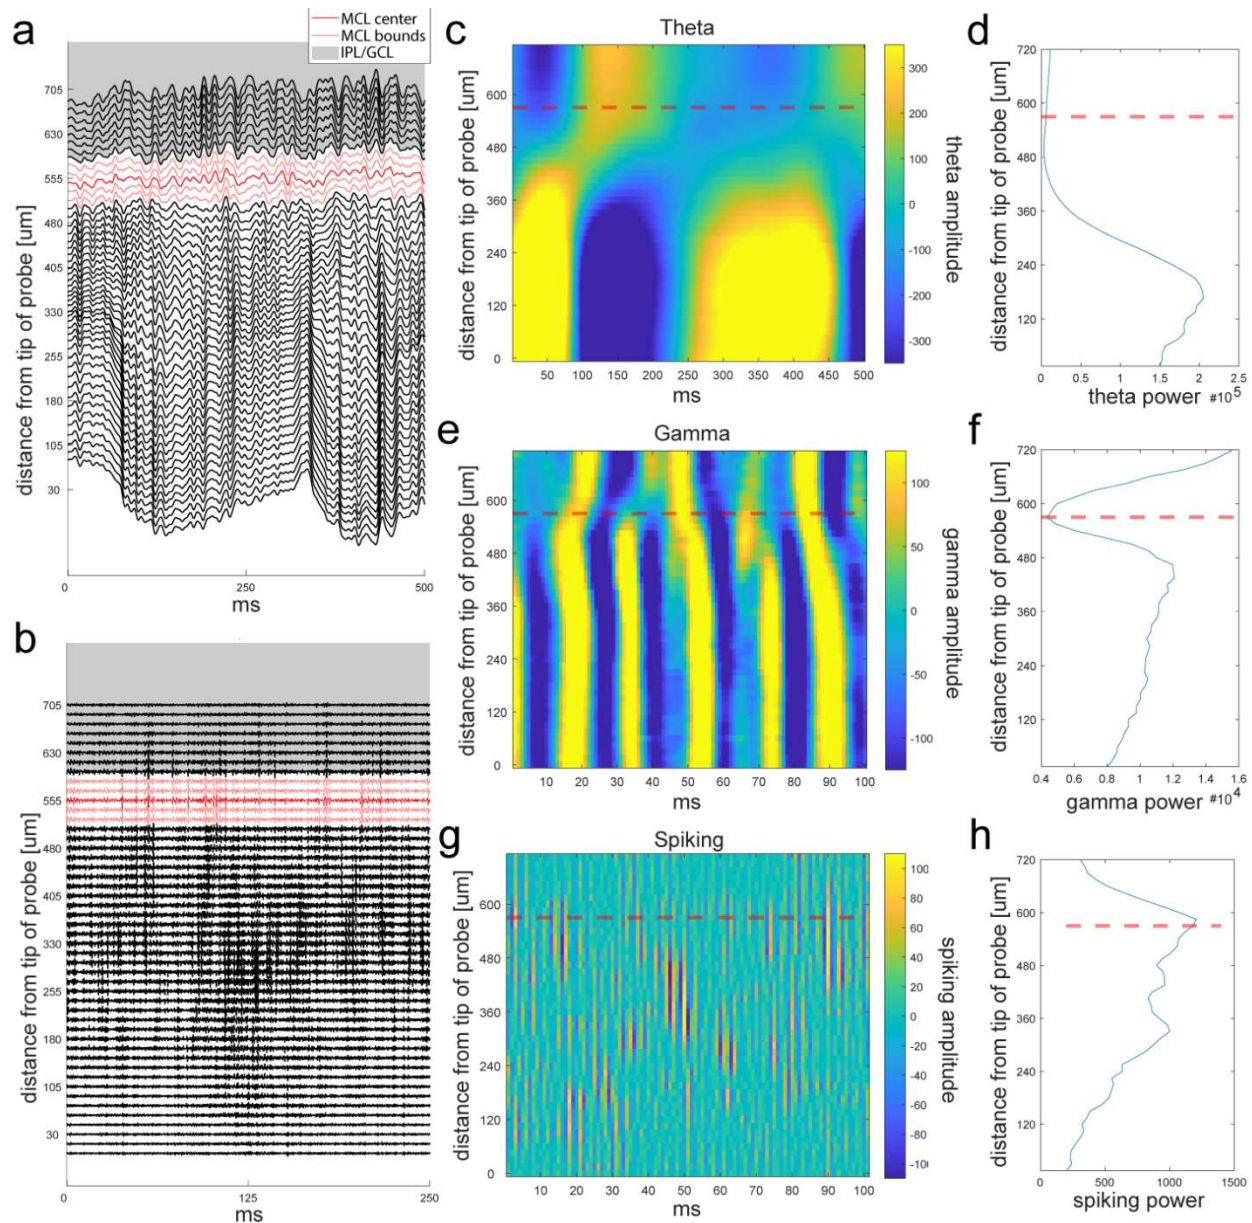 a
MCL center
MCL bounds
IPL/GCL
distance from tip of probe [um]
705
630
555
480
405
330
255
180
105
30
0
250
500
ms
b
distance from tip of probe [um]
705
630
555
480
405
330
255
180
105
30
0
125
250
ms
c
Theta
distance from tip of probe [um]
600
480
360
240
120
0
50 100 150 200 250 300 350 400 450 500
ms
300
200
100
0
-100
-200
-300
theta amplitude
d
distance from tip of probe [um]
720
600
480
360
240
120
0 0.5 1 1.5 2 2.5
theta power #10^5
e
Gamma
distance from tip of probe [um]
600
480
360
240
120
0
10 20 30 40 50 60 70 80 90 100
ms
100
50
0
-50
-100
gamma amplitude
f
distance from tip of probe [um]
720
600
480
360
240
120
0.4 0.6 0.8 1 1.2 1.4 1.6
gamma power #10^4
g
Spiking
distance from tip of probe [um]
600
480
360
240
120
0
10 20 30 40 50 60 70 80 90 100
ms
100
80
60
40
20
0
-20
-40
-60
-80
-10
spiking amplitude
h
distance from tip of probe [um]
720
600
480
360
240
120
0 500 1000 1500
spiking power